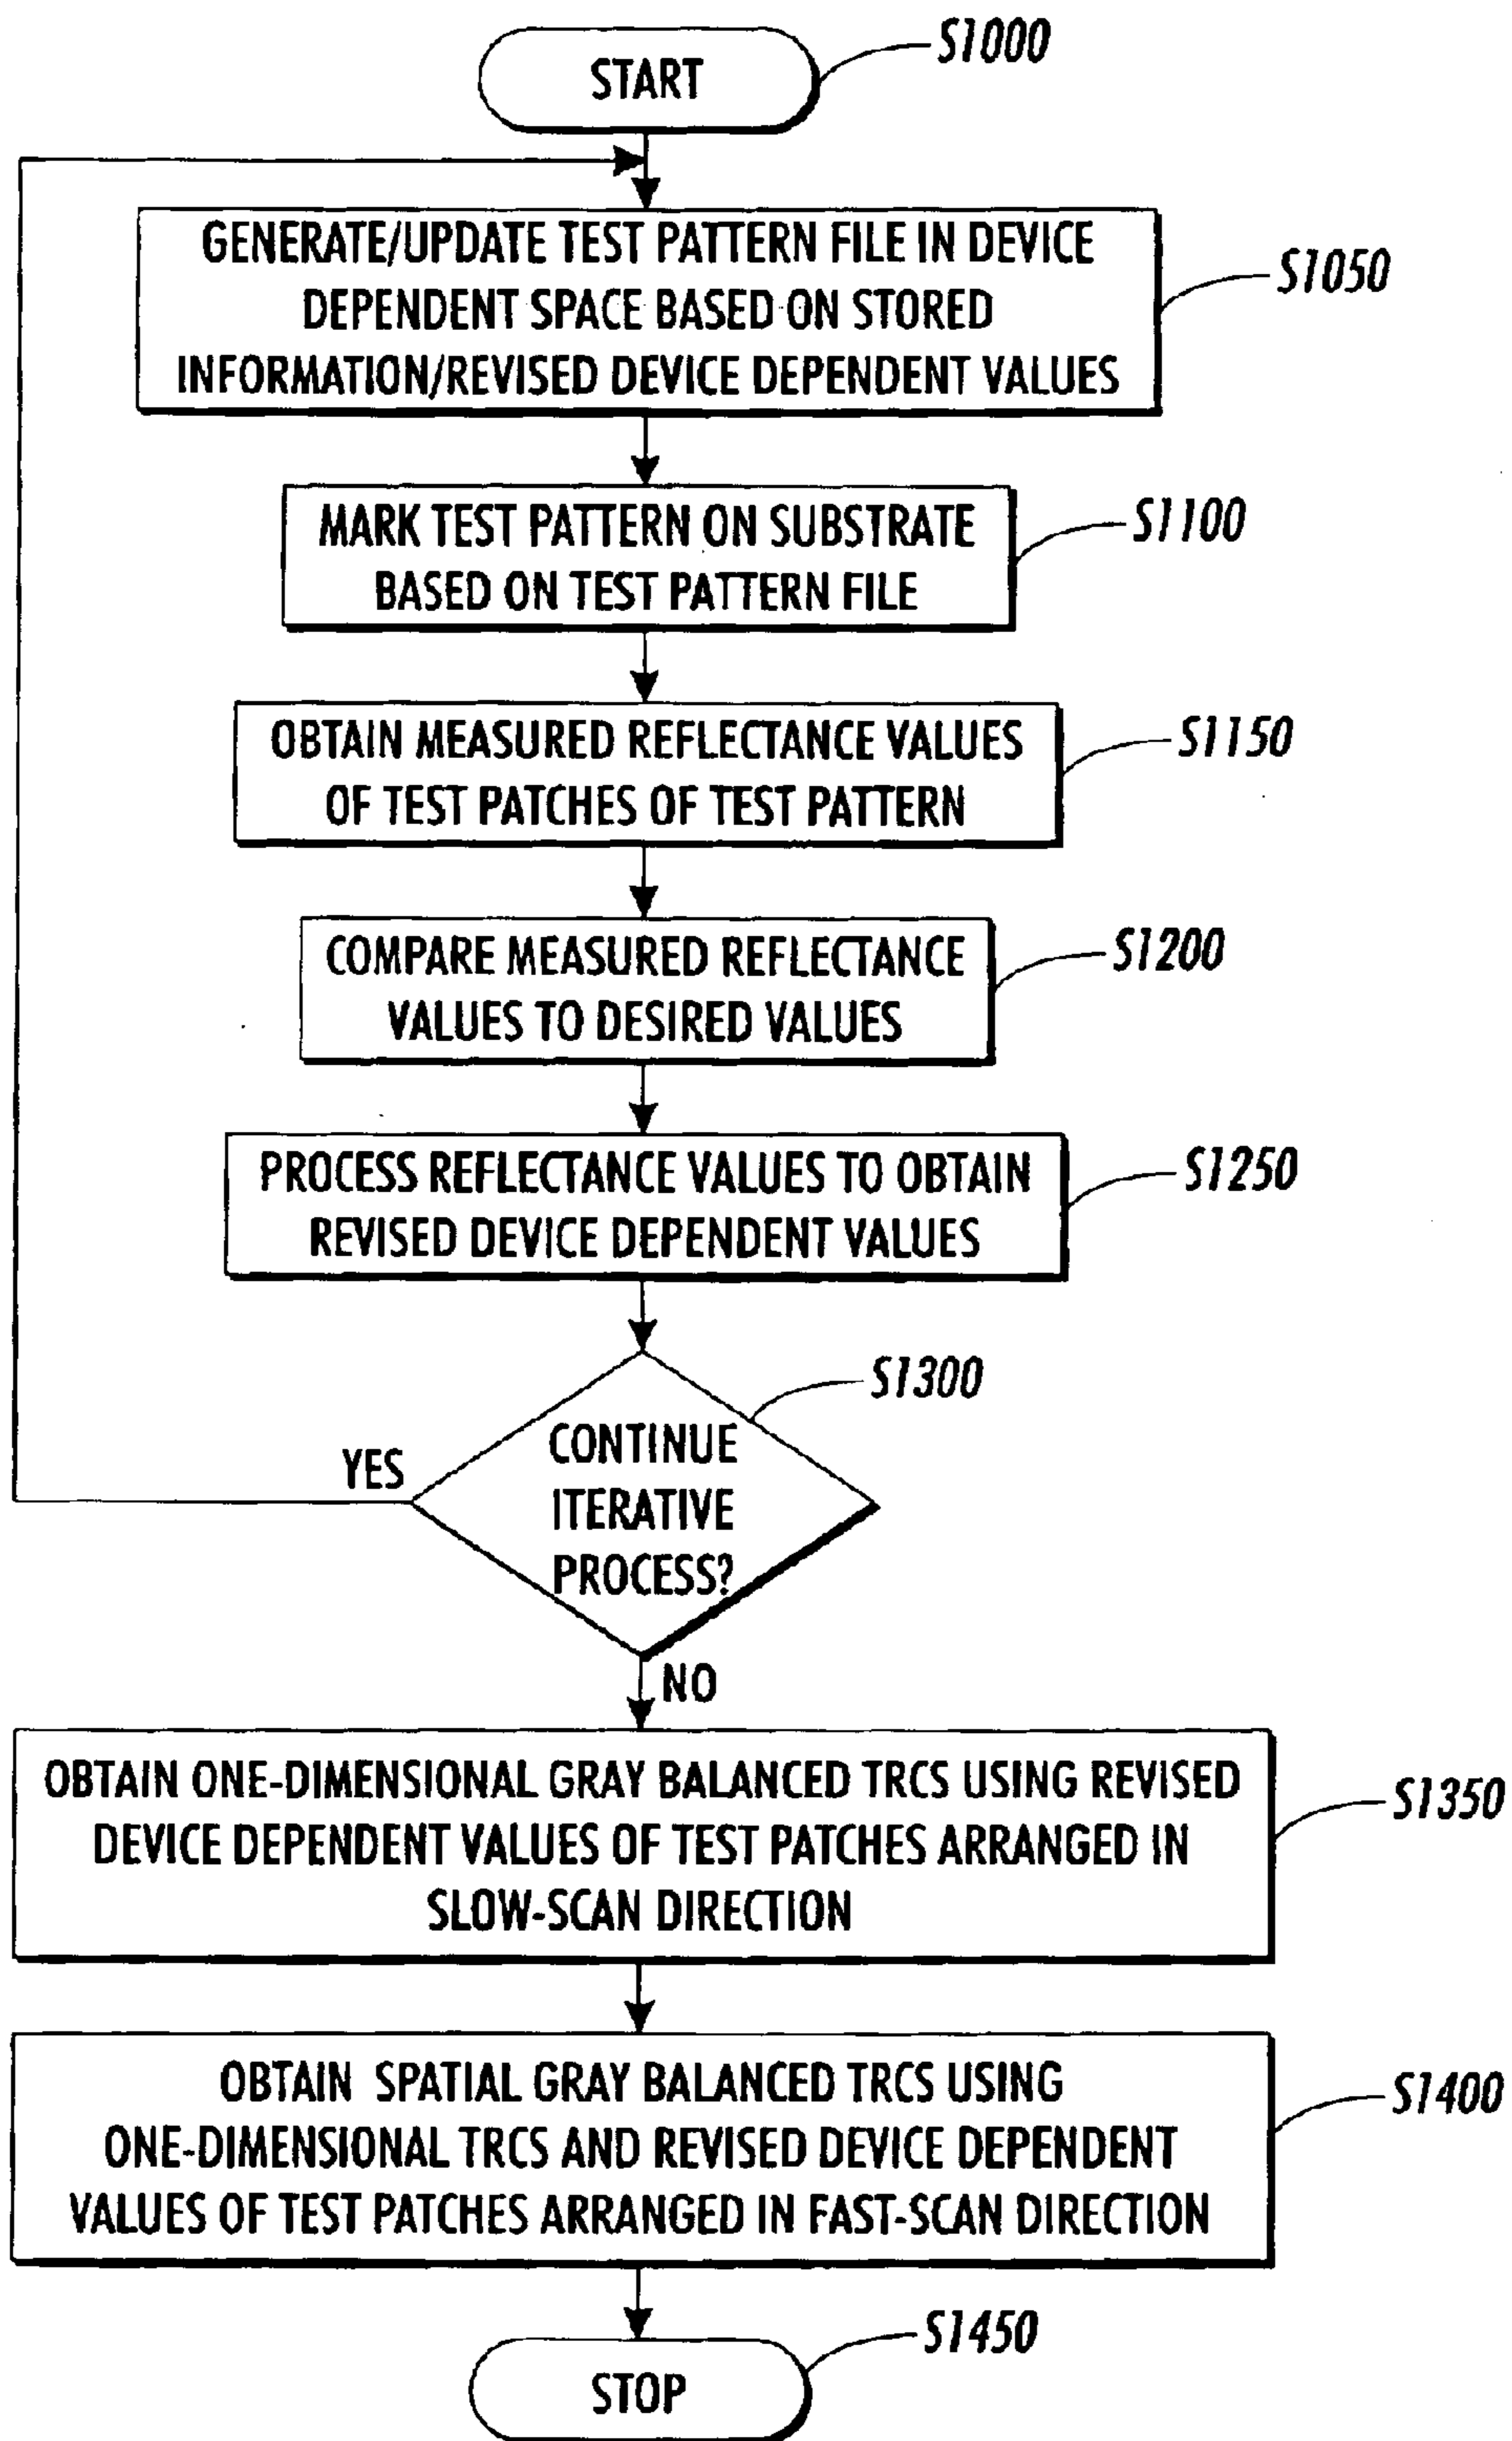 START
S1000
GENERATE/UPDATE TEST PATTERN FILE IN DEVICE
DEPENDENT SPACE BASED ON STORED
INFORMATION/REVISED DEVICE DEPENDENT VALUES
S1050
MARK TEST PATTERN ON SUBSTRATE
BASED ON TEST PATTERN FILE
S1100
OBTAIN MEASURED REFLECTANCE VALUES
OF TEST PATCHES OF TEST PATTERN
S1150
COMPARE MEASURED REFLECTANCE
VALUES TO DESIRED VALUES
S1200
PROCESS REFLECTANCE VALUES TO OBTAIN
REVISED DEVICE DEPENDENT VALUES
S1250
CONTINUE
ITERATIVE
PROCESS?
S1300
YES
NO
OBTAIN ONE-DIMENSIONAL GRAY BALANCED TRCS USING REVISED
DEVICE DEPENDENT VALUES OF TEST PATCHES ARRANGED IN
SLOW-SCAN DIRECTION
S1350
OBTAIN SPATIAL GRAY BALANCED TRCS USING
ONE-DIMENSIONAL TRCS AND REVISED DEVICE DEPENDENT
VALUES OF TEST PATCHES ARRANGED IN FAST-SCAN DIRECTION
S1400
STOP
S1450